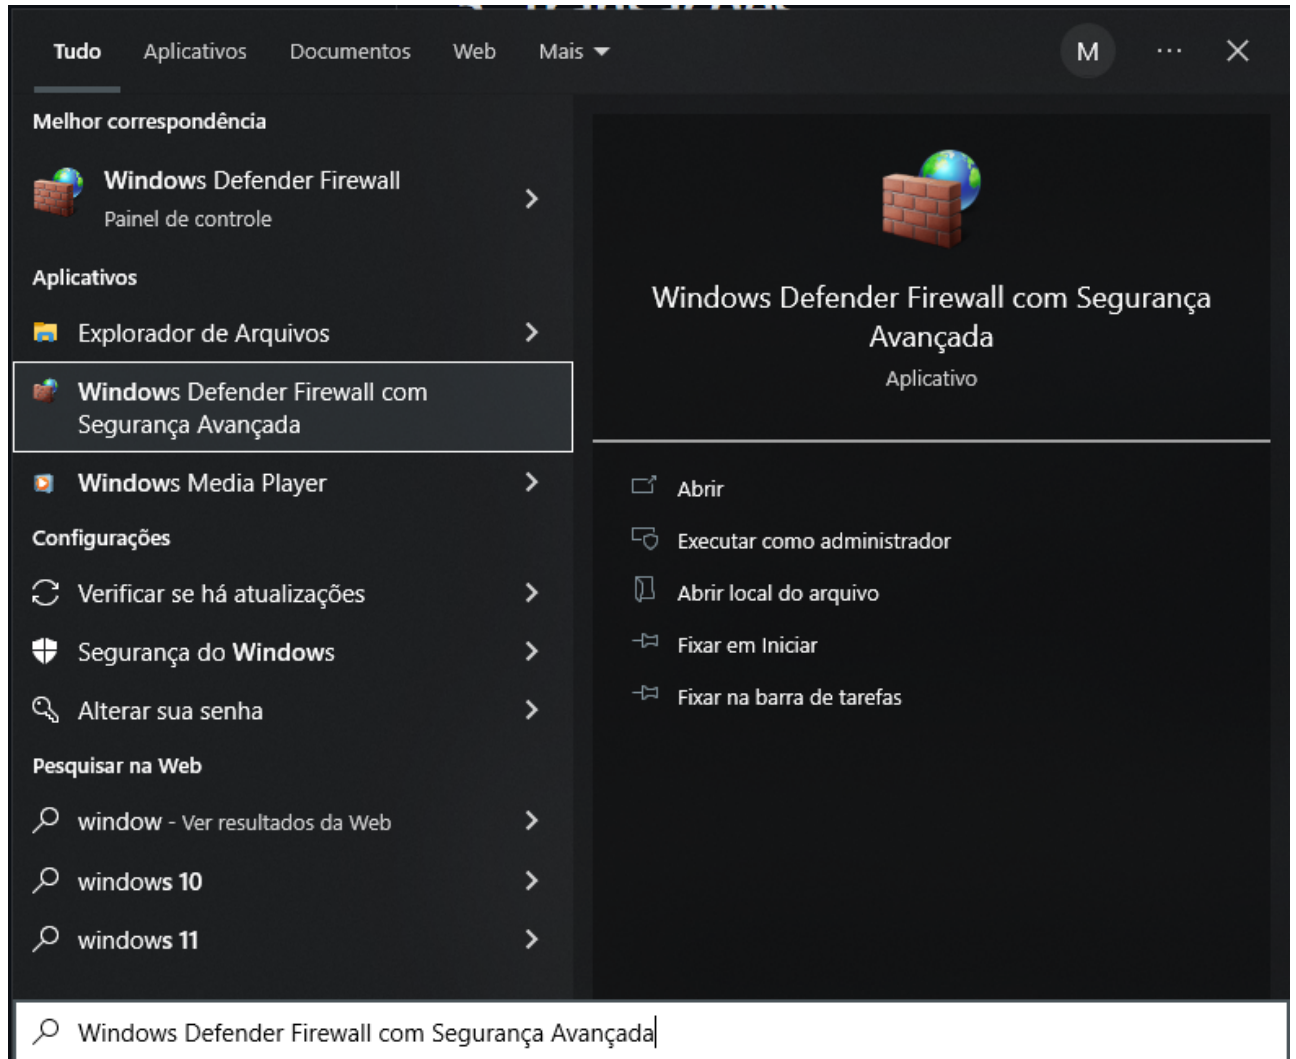 Tudo
Aplicativos
Documentos
Web
Mais
M
Melhor correspondência
Windows Defender Firewall
Painel de controle
Aplicativos
Explorador de Arquivos
Windows Defender Firewall com
Segurança Avançada
Windows Media Player
Configurações
Verificar se há atualizações
Segurança do Windows
Alterar sua senha
Pesquisar na Web
window - Ver resultados da Web
windows 10
windows 11
Windows Defender Firewall com Segurança
Avançada
Aplicativo
Abrir
Executar como administrador
Abrir local do arquivo
Fixar em Iniciar
Fixar na barra de tarefas
Windows Defender Firewall com Segurança Avançada